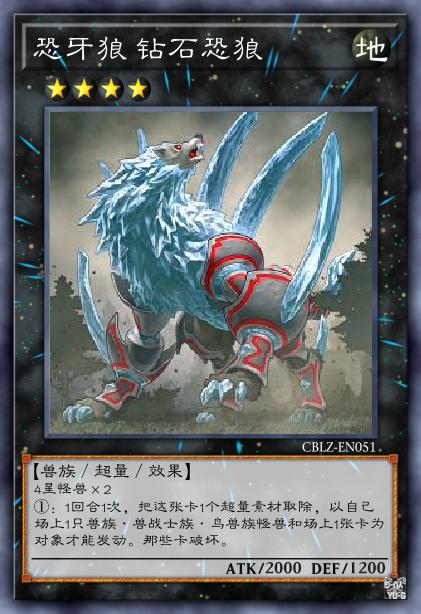 恐牙狼 钻石恐狼
地
CBLZ-EN051
【兽族／超量／效果】
4星怪兽×2
①：1回合1次，把这张卡1个超量素材取除，以自己
场上1只兽族·兽战士族·鸟兽族怪兽和场上1张卡为
对象才能发动。那些卡破坏。
ATK/2000 DEF/1200